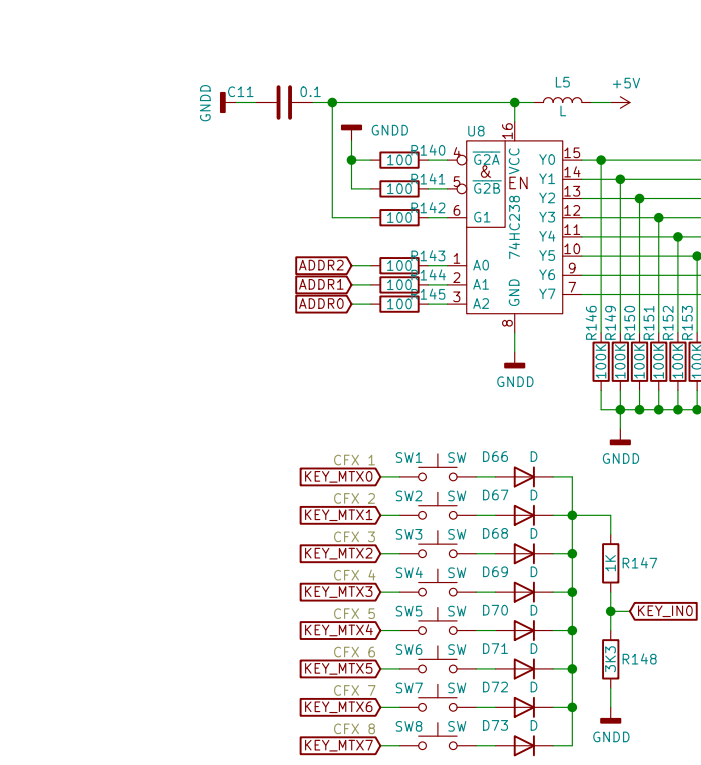 L5 +5V
GNDD C11 0.1
L
GNDD U8
16
R140 100 4 G2A VCC Y0 15
& 
R141 100 5 G2B EN Y1 14
Y2 13
R142 100 6 G1 74HC238 Y3 12
Y4 11
Y5 10
ADDR2 R143 100 1 A0
Y6 9
ADDR1 R144 100 2 A1
GND
Y7 7
ADDR0 R145 100 3 A2
8
R146 R149 R150 R151 R152 R153
100K 100K 100K 100K 100K 100K
GNDD
GNDD
CFX 1 SW1 SW D66 D
KEY_MTX0
CFX 2 SW2 SW D67 D
KEY_MTX1
CFX 3 SW3 SW D68 D
KEY_MTX2
1K R147
CFX 4 SW4 SW D69 D
KEY_MTX3
CFX 5 SW5 SW D70 D
KEY_IN0
KEY_MTX4
CFX 6 SW6 SW D71 D
3K3 R148
KEY_MTX5
CFX 7 SW7 SW D72 D
KEY_MTX6
CFX 8 SW8 SW D73 D
GNDD
KEY_MTX7